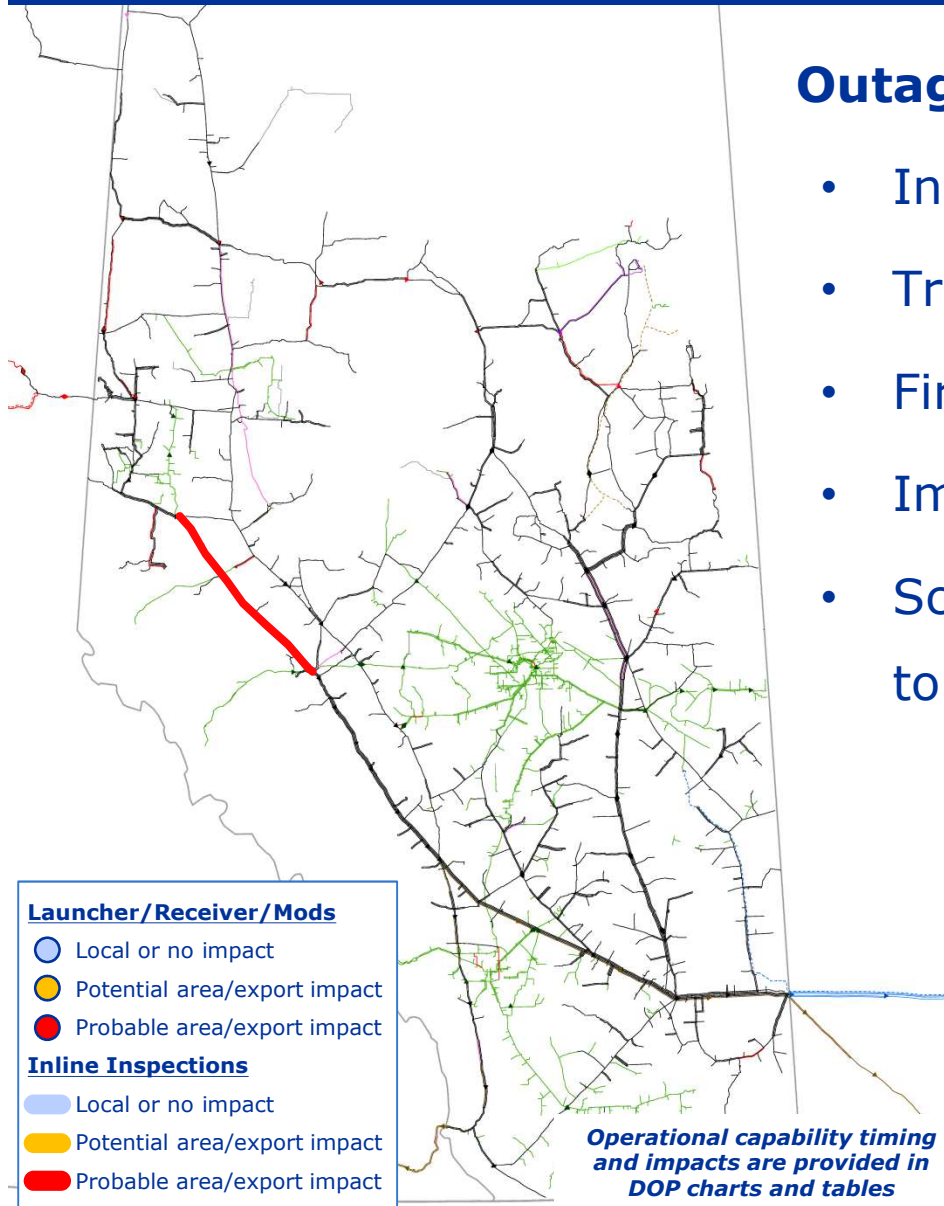 Outag
• In
• Tr
• Fir
• Im
• So
to
Launcher/Receiver/Mods
Local or no impact
Potential area/export impact
Probable area/export impact
Inline Inspections
Local or no impact
Potential area/export impact
Probable area/export impact
Operational capability timing
and impacts are provided in
DOP charts and tables